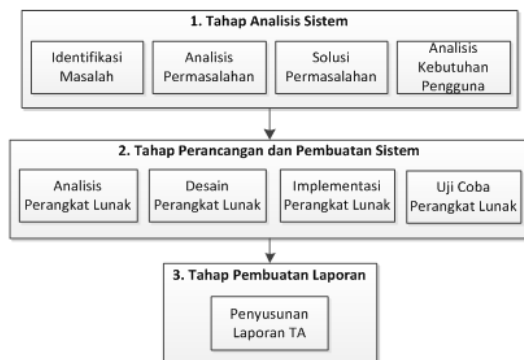 1. Tahap Analisis Sistem
Identifikasi
Masalah
Analisis
Permasalahan
Solusi
Permasalahan
Analisis
Kebutuhan
Pengguna
2. Tahap Perancangan dan Pembuatan Sistem
Analisis
Perangkat Lunak
Desain
Perangkat Lunak
Implementasi
Perangkat Lunak
Uji Coba
Perangkat Lunak
3. Tahap Pembuatan Laporan
Penyusunan
Laporan TA